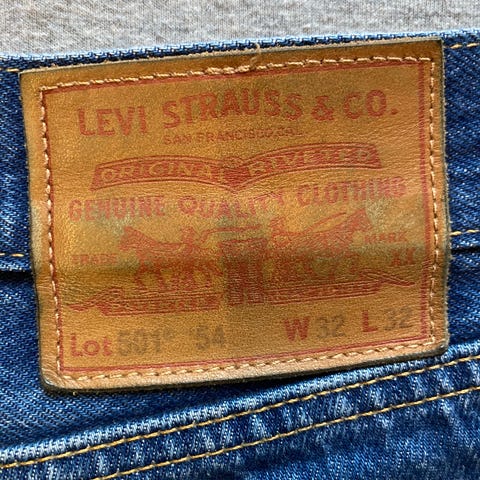 LEVI STRAUSS & CO.
SAN FRANCISCO, CAL.
ORIGINAL RIVETED
GENUINE QUALITY CLOTHING
TRADE MARK
XX
Lot 501® '54 W 32 L 32